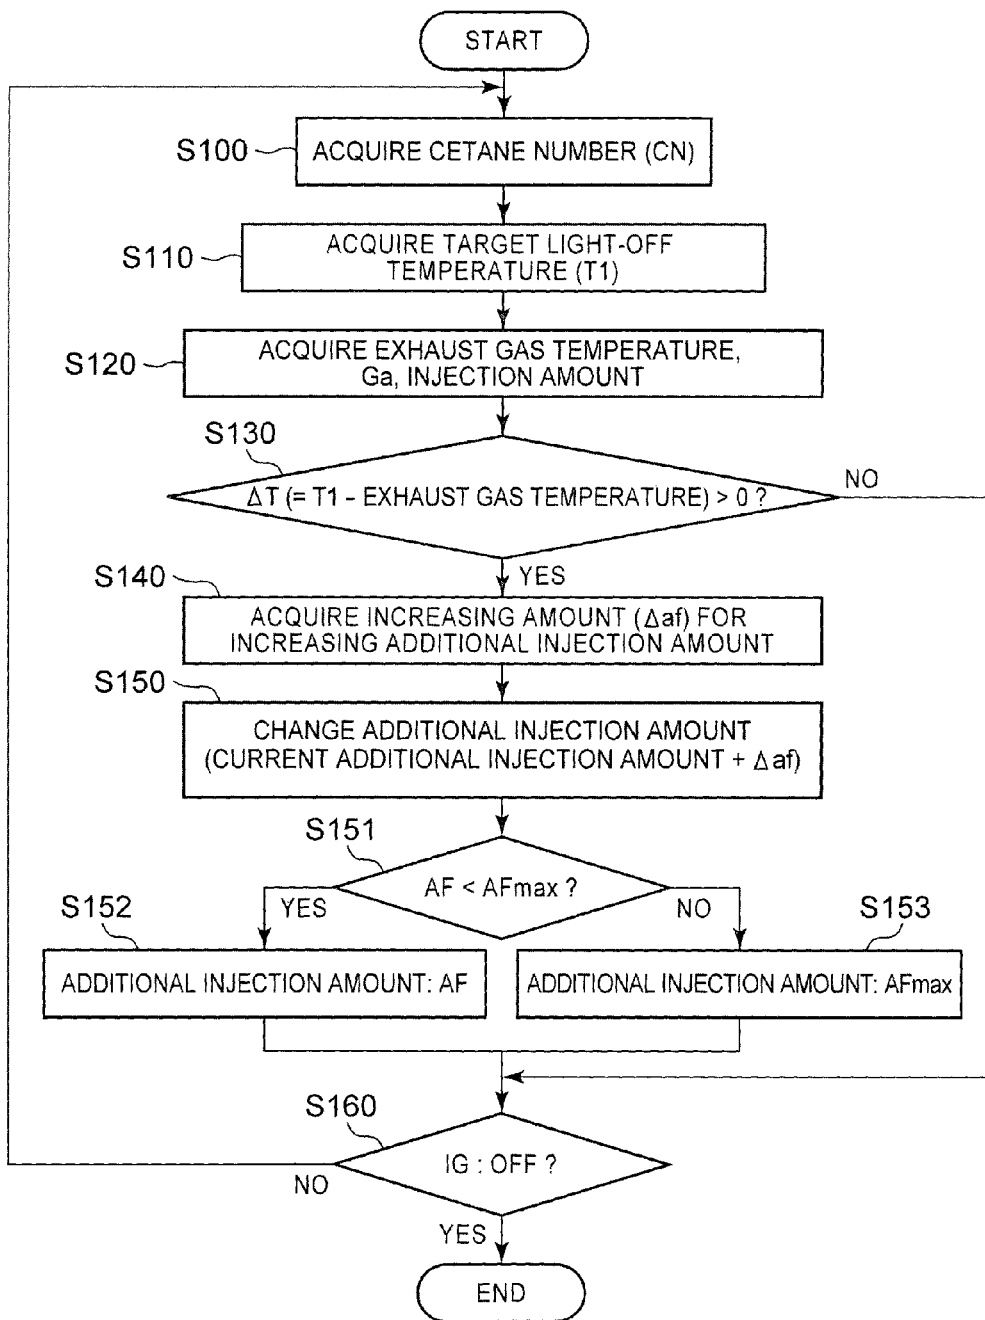 START
S100
ACQUIRE CETANE NUMBER (CN)
S110
ACQUIRE TARGET LIGHT-OFF
TEMPERATURE (T1)
S120
ACQUIRE EXHAUST GAS TEMPERATURE,
Ga, INJECTION AMOUNT
S130
ΔT (= T1 - EXHAUST GAS TEMPERATURE) > 0 ?
NO
YES
S140
ACQUIRE INCREASING AMOUNT (Δaf) FOR
INCREASING ADDITIONAL INJECTION AMOUNT
S150
CHANGE ADDITIONAL INJECTION AMOUNT
(CURRENT ADDITIONAL INJECTION AMOUNT + Δaf)
S151
AF < AFmax ?
YES
NO
S152
ADDITIONAL INJECTION AMOUNT: AF
S153
ADDITIONAL INJECTION AMOUNT: AFmax
S160
IG : OFF ?
NO
YES
END